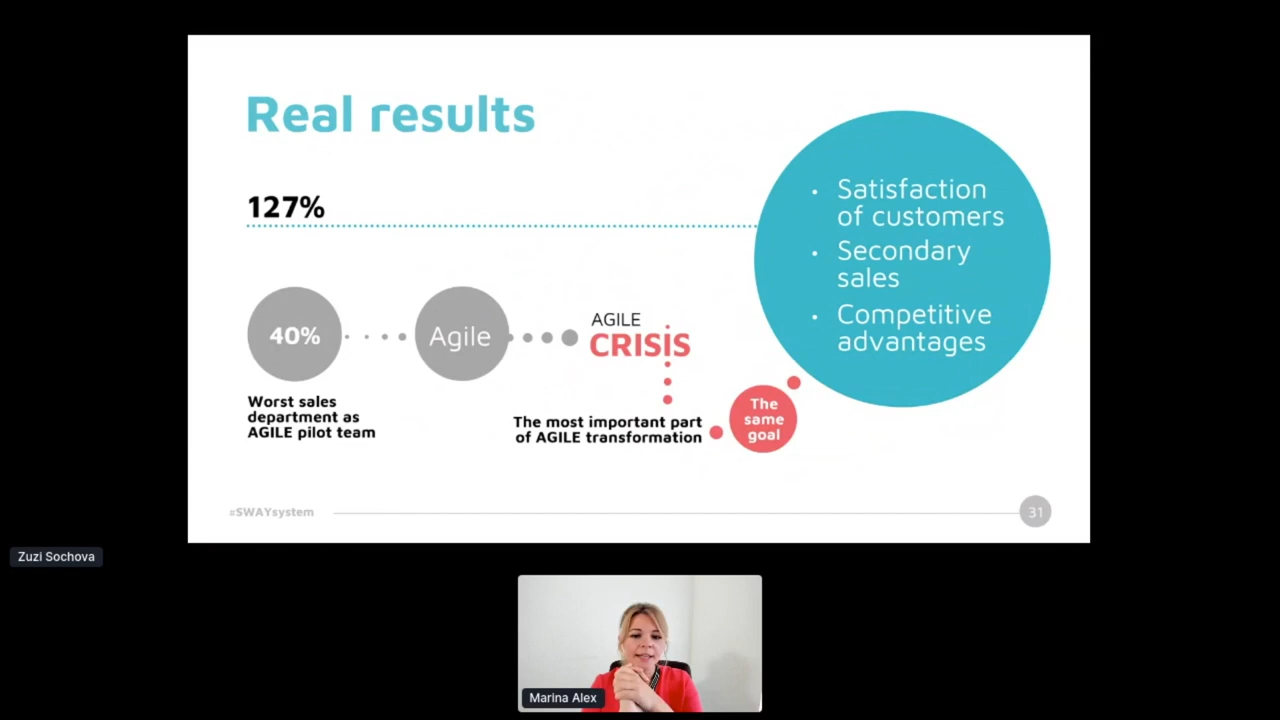 Real results
127%
40%
Agile
AGILE
CRISIS
Worst sales
department as
AGILE pilot team
The most important part
of AGILE transformation
The
same
goal
• Satisfaction
of customers
• Secondary
sales
• Competitive
advantages
#SWAYsystem
31
Zuzi Sochova
Marina Alex